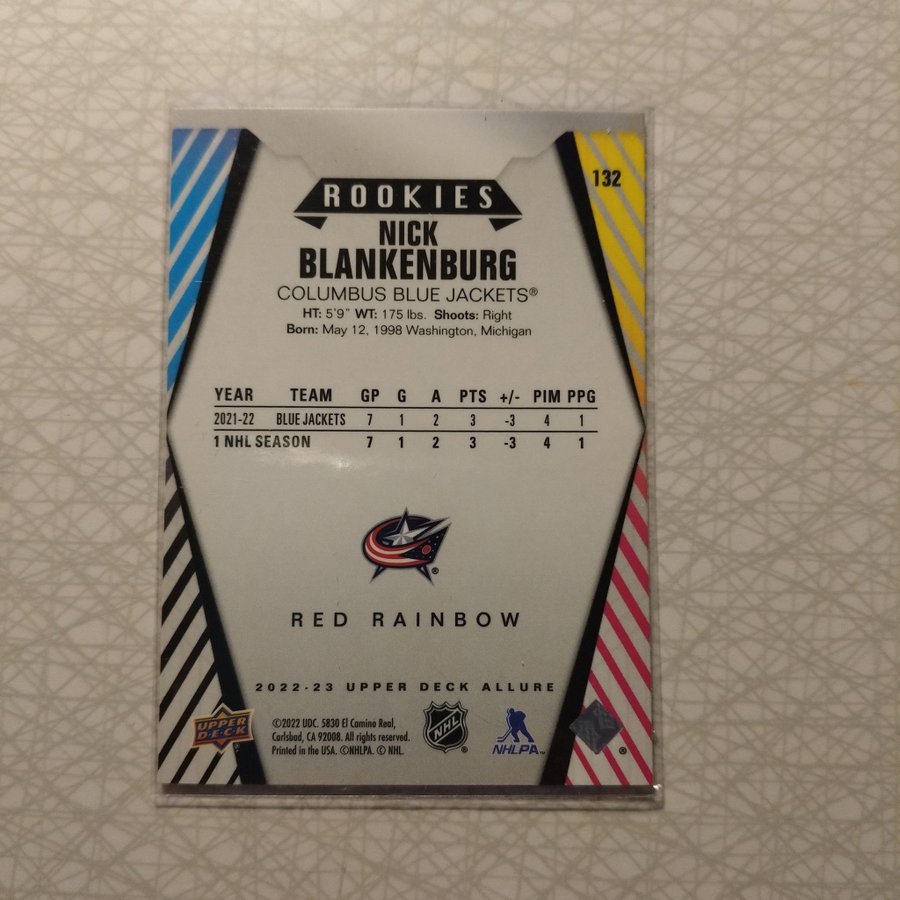 132
ROOKIES
NICK
BLANKENBURG
COLUMBUS BLUE JACKETS®
HT: 5'9" WT: 175 lbs. Shoots: Right
Born: May 12, 1998 Washington, Michigan
YEAR TEAM GP G A PTS +/- PIM PPG
2021-22 BLUE JACKETS 7 1 2 3 -3 4 1
1 NHL SEASON 7 1 2 3 -3 4 1
®
RED RAINBOW
2022-23 UPPER DECK ALLURE
UPPER
DECK
©2022 UDC. 5830 El Camino Real,
Carlsbad, CA 92008. All rights reserved.
Printed in the USA. ©NHLPA. © NHL.
NHL ®
NHLPA™
®